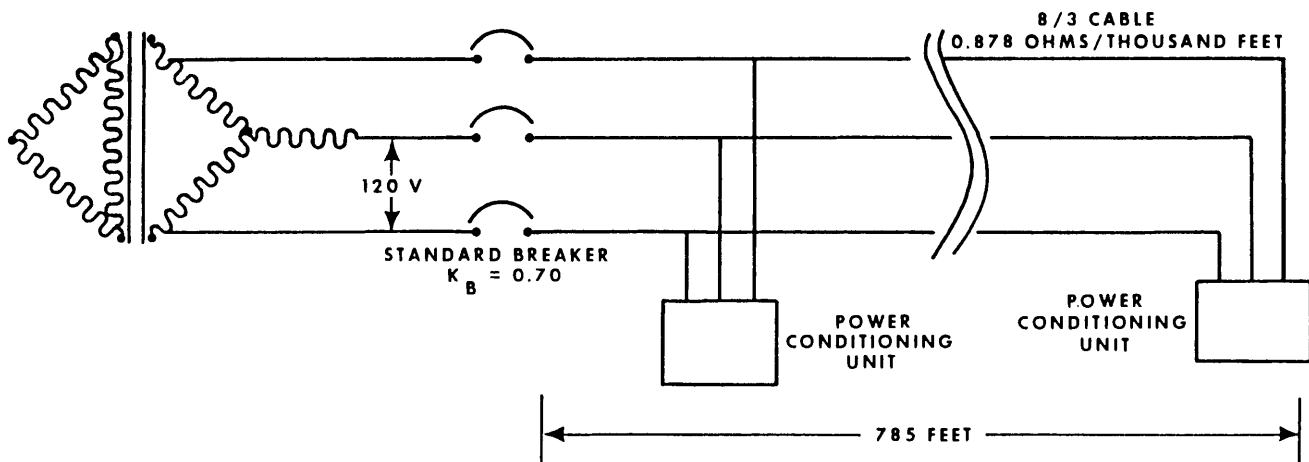 8/3 CABLE
0.878 OHMS/THOUSAND FEET
120 V
STANDARD BREAKER
K_B = 0.70
POWER
CONDITIONING
UNIT
POWER
CONDITIONING
UNIT
785 FEET